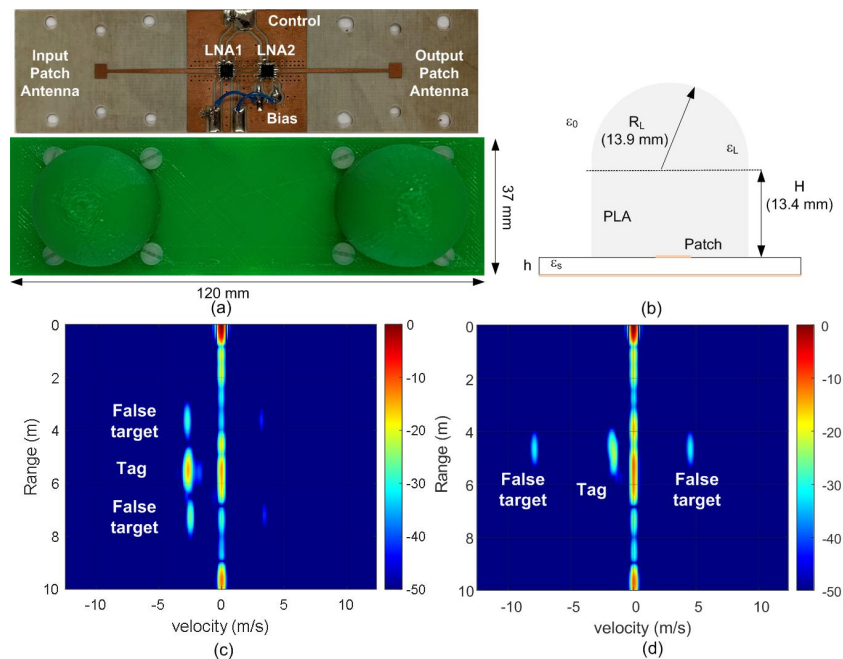 Control
Input
Patch
Antenna
LNA1 LNA2
Output
Patch
Antenna
Bias
37 mm
120 mm
(a)
ε0
RL
(13.9 mm)
εL
H
(13.4 mm)
PLA
Patch
h
εs
(b)
0
2
4
6
8
10
Range (m)
False
target
Tag
False
target
-10 -5 0 5 10
velocity (m/s)
0
-10
-20
-30
-40
-50
(c)
0
2
4
6
8
10
Range (m)
False
target
Tag
False
target
-10 -5 0 5 10
velocity (m/s)
0
-10
-20
-30
-40
-50
(d)